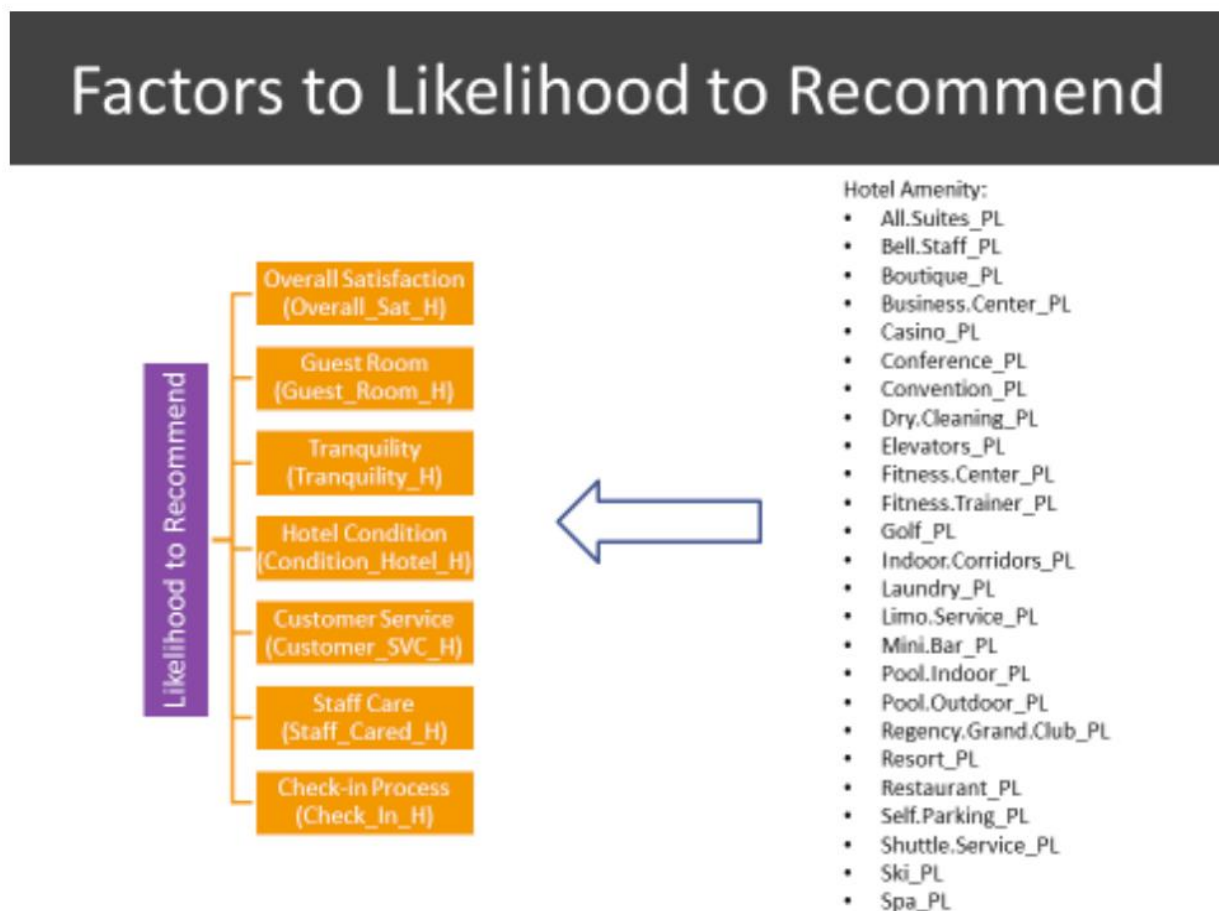 Factors to Likelihood to Recommend
Likelihood to Recommend
Overall Satisfaction
(Overall_Sat_H)
Guest Room
(Guest_Room_H)
Tranquility
(Tranquility_H)
Hotel Condition
(Condition_Hotel_H)
Customer Service
(Customer_SVC_H)
Staff Care
(Staff_Cared_H)
Check-in Process
(Check_In_H)
Hotel Amenity:
• All.Suites_PL
• Bell.Staff_PL
• Boutique_PL
• Business.Center_PL
• Casino_PL
• Conference_PL
• Convention_PL
• Dry.Cleaning_PL
• Elevators_PL
• Fitness.Center_PL
• Fitness.Trainer_PL
• Golf_PL
• Indoor.Corridors_PL
• Laundry_PL
• Limo.Service_PL
• Mini.Bar_PL
• Pool.Indoor_PL
• Pool.Outdoor_PL
• Regency.Grand.Club_PL
• Resort_PL
• Restaurant_PL
• Self.Parking_PL
• Shuttle.Service_PL
• Ski_PL
• Spa_PL